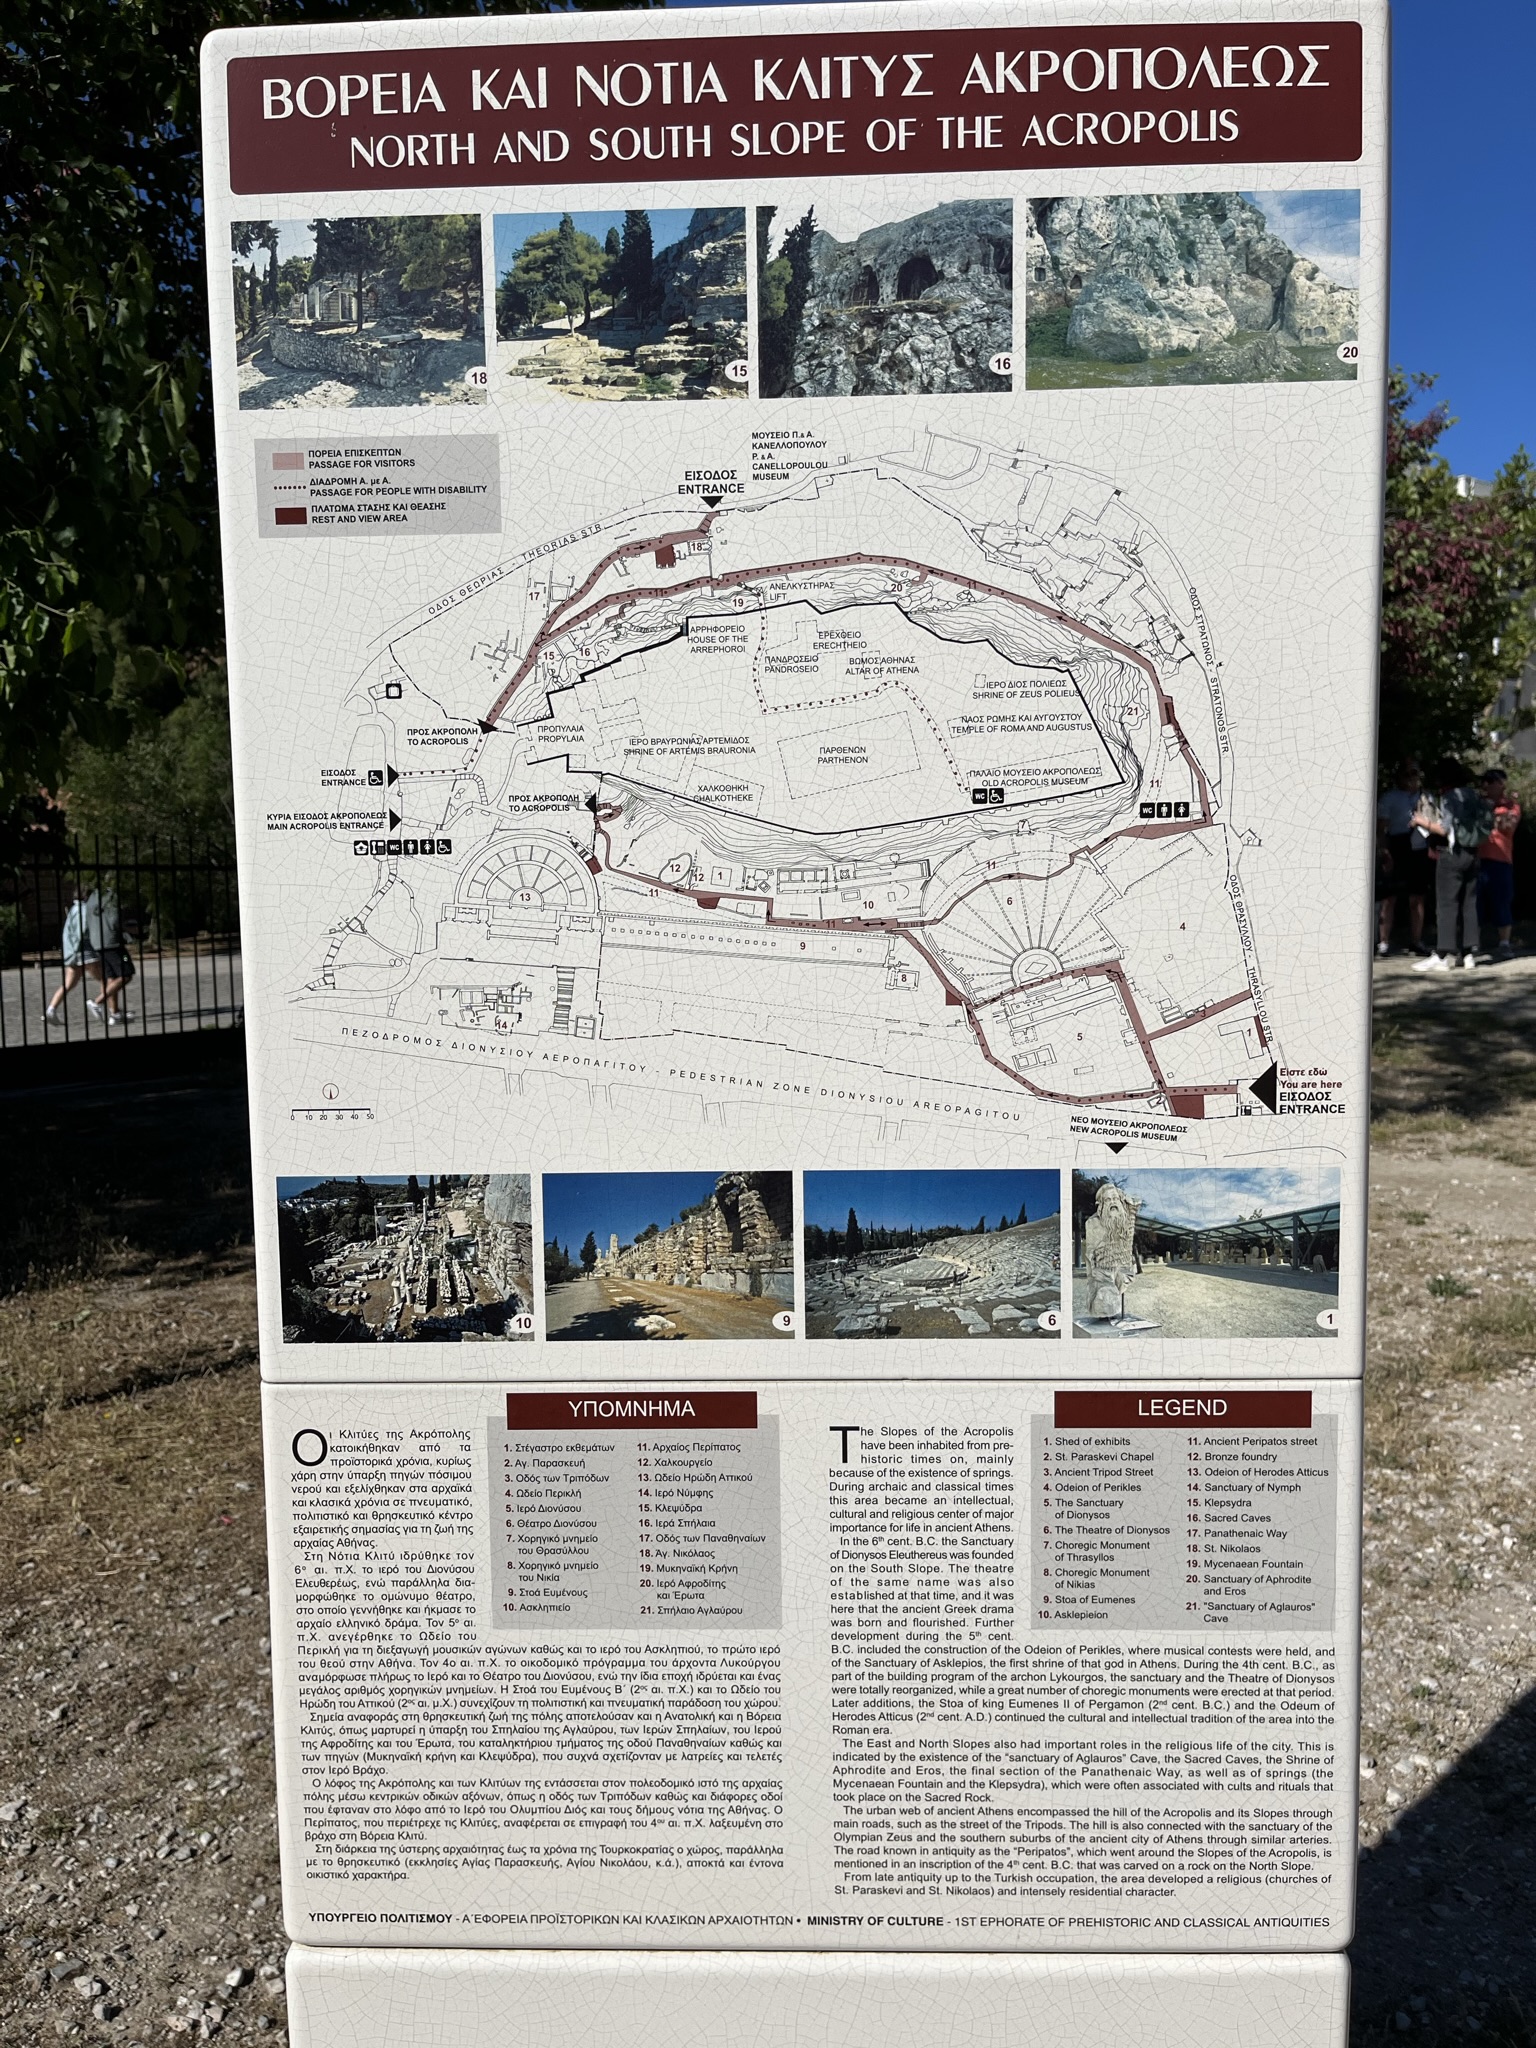 ΒΟΡΕΙΑ ΚΑΙ ΝΟΤΙΑ ΚΛΙΤΥΣ ΑΚΡΟΠΟΛΕΩΣ
NORTH AND SOUTH SLOPE OF THE ACROPOLIS
18
15
16
20
ΠΟΡΕΙΑ ΕΠΙΣΚΕΠΤΩΝ
PASSAGE FOR VISITORS
ΔΙΑΔΡΟΜΗ Α. με Α.
PASSAGE FOR PEOPLE WITH DISABILITY
ΠΛΑΤΩΜΑ ΣΤΑΣΗΣ ΚΑΙ ΘΕΑΣΗΣ
REST AND VIEW AREA
ΜΟΥΣΕΙΟ Π.& Α.
ΚΑΝΕΛΛΟΠΟΥΛΟΥ
P. & A.
CANELLOPOULOU
MUSEUM
ΕΙΣΟΔΟΣ
ENTRANCE
ΟΔΟΣ ΘΕΩΡΙΑΣ - THEORIAS STR.
ΟΔΟΣ ΣΤΡΑΤΩΝΟΣ - STRATONOS STR.
18
17
11
11
19
20
ΑΝΕΛΚΥΣΤΗΡΑΣ
LIFT
15
16
ΑΡΡΗΦΟΡΕΙΟ
HOUSE OF THE
ARREPHOROI
ΕΡΕΧΘΕΙΟ
ERECHTHEIO
ΠΑΝΔΡΟΣΕΙΟ
PANDROSEIO
ΒΩΜΟΣ ΑΘΗΝΑΣ
ALTAR OF ATHENA
ΙΕΡΟ ΔΙΟΣ ΠΟΛΙΕΩΣ
SHRINE OF ZEUS POLIEUS
21
ΝΑΟΣ ΡΩΜΗΣ ΚΑΙ ΑΥΓΟΥΣΤΟΥ
TEMPLE OF ROMA AND AUGUSTUS
ΠΡΟΣ ΑΚΡΟΠΟΛΗ
TO ACROPOLIS
ΠΡΟΠΥΛΑΙΑ
PROPYLAIA
ΙΕΡΟ ΒΡΑΥΡΩΝΙΑΣ ΑΡΤΕΜΙΔΟΣ
SHRINE OF ARTEMIS BRAURONIA
ΠΑΡΘΕΝΩΝ
PARTHENON
ΠΑΛΑΙΟ ΜΟΥΣΕΙΟ ΑΚΡΟΠΟΛΕΩΣ
OLD ACROPOLIS MUSEUM
WC
11
ΕΙΣΟΔΟΣ
ENTRANCE
ΠΡΟΣ ΑΚΡΟΠΟΛΗ
TO ACROPOLIS
ΧΑΛΚΟΘΗΚΗ
CHALKOTHEKE
WC
ΚΥΡΙΑ ΕΙΣΟΔΟΣ ΑΚΡΟΠΟΛΕΩΣ
MAIN ACROPOLIS ENTRANCE
WC
7
11
12
12
1
11
10
6
13
11
9
4
8
14
5
3
1
2
ΟΔΟΣ ΘΡΑΣΥΛΛΟΥ - THRASYLLOU STR.
ΠΕΖΟΔΡΟΜΟΣ ΔΙΟΝΥΣΙΟΥ ΑΕΡΟΠΑΓΙΤΟΥ - PEDESTRIAN ZONE DIONYSIOU AREOPAGITOU
Είστε εδώ
You are here
ΕΙΣΟΔΟΣ
ENTRANCE
0 10 20 30 40 50
ΝΕΟ ΜΟΥΣΕΙΟ ΑΚΡΟΠΟΛΕΩΣ
NEW ACROPOLIS MUSEUM
10
9
6
1
ΥΠΟΜΝΗΜΑ
1. Στέγαστρο εκθεμάτων
2. Αγ. Παρασκευή
3. Οδός των Τριπόδων
4. Ωδείο Περικλή
5. Ιερό Διονύσου
6. Θέατρο Διονύσου
7. Χορηγικό μνημείο
του Θρασύλλου
8. Χορηγικό μνημείο
του Νικία
9. Στοά Ευμένους
10. Ασκληπιείο
11. Αρχαίος Περίπατος
12. Χαλκουργείο
13. Ωδείο Ηρώδη Αττικού
14. Ιερό Νύμφης
15. Κλεψύδρα
16. Ιερά Σπήλαια
17. Οδός των Παναθηναίων
18. Άγ. Νικόλαος
19. Μυκηναϊκή Κρήνη
20. Ιερό Αφροδίτης
και Έρωτα
21. Σπήλαιο Αγλαύρου
Οι Κλιτύες της Ακρόπολης
κατοικήθηκαν από τα
προϊστορικά χρόνια, κυρίως
χάρη στην ύπαρξη πηγών πόσιμου
νερού και εξελίχθηκαν στα αρχαϊκά
και κλασικά χρόνια σε πνευματικό,
πολιτιστικό και θρησκευτικό κέντρο
εξαιρετικής σημασίας για τη ζωή της
αρχαίας Αθήνας.
Στη Νότια Κλιτύ ιδρύθηκε τον
6ο αι. π.Χ. το ιερό του Διονύσου
Ελευθερέως, ενώ παράλληλα δια-
μορφώθηκε το ομώνυμο θέατρο,
στο οποίο γεννήθηκε και ήκμασε το
αρχαίο ελληνικό δράμα. Τον 5ο αι.
π.Χ. ανεγέρθηκε το Ωδείο του
Περικλή για τη διεξαγωγή μουσικών αγώνων καθώς και το ιερό του Ασκληπιού, το πρώτο ιερό
του θεού στην Αθήνα. Τον 4ο αι. π.Χ. το οικοδομικό πρόγραμμα του άρχοντα Λυκούργου
αναμόρφωσε πλήρως το Ιερό και το Θέατρο του Διονύσου, ενώ την ίδια εποχή ιδρύεται και ένας
μεγάλος αριθμός χορηγικών μνημείων. Η Στοά του Ευμένους Β΄ (2ος αι. π.Χ.) και το Ωδείο του
Ηρώδη του Αττικού (2ος αι. μ.Χ.) συνεχίζουν τη πολιτιστική και πνευματική παράδοση του χώρου.
Σημεία αναφοράς στη θρησκευτική ζωή της πόλης αποτελούσαν και η Ανατολική και η Βόρεια
Κλιτύς, όπως μαρτυρεί η ύπαρξη του Σπηλαίου της Αγλαύρου, των Ιερών Σπηλαίων, του Ιερού
της Αφροδίτης και του Έρωτα, του καταληκτήριου τμήματος της οδού Παναθηναίων καθώς και
των πηγών (Μυκηναϊκή κρήνη και Κλεψύδρα), που συχνά σχετίζονταν με λατρείες και τελετές
στον Ιερό Βράχο.
Ο λόφος της Ακρόπολης και των Κλιτύων της εντάσσεται στον πολεοδομικό ιστό της αρχαίας
πόλης μέσω κεντρικών οδικών αξόνων, όπως η οδός των Τριπόδων καθώς και διάφορες οδοί
που έφταναν στο λόφο από το Ιερό του Ολυμπίου Διός και τους δήμους νότια της Αθήνας. Ο
Περίπατος, που περιέτρεχε τις Κλιτύες, αναφέρεται σε επιγραφή του 4ου αι. π.Χ. λαξευμένη στο
βράχο στη Βόρεια Κλιτύ.
Στη διάρκεια της ύστερης αρχαιότητας έως τα χρόνια της Τουρκοκρατίας ο χώρος, παράλληλα
με το θρησκευτικό (εκκλησίες Αγίας Παρασκευής, Αγίου Νικολάου, κ.ά.), αποκτά και έντονα
οικιστικό χαρακτήρα.
LEGEND
1. Shed of exhibits
2. St. Paraskevi Chapel
3. Ancient Tripod Street
4. Odeion of Perikles
5. The Sanctuary
of Dionysos
6. The Theatre of Dionysos
7. Choregic Monument
of Thrasyllos
8. Choregic Monument
of Nikias
9. Stoa of Eumenes
10. Asklepieion
11. Ancient Peripatos street
12. Bronze foundry
13. Odeion of Herodes Atticus
14. Sanctuary of Nymph
15. Klepsydra
16. Sacred Caves
17. Panathenaic Way
18. St. Nikolaos
19. Mycenaean Fountain
20. Sanctuary of Aphrodite
and Eros
21. "Sanctuary of Aglauros"
Cave
The Slopes of the Acropolis
have been inhabited from pre-
historic times on, mainly
because of the existence of springs.
During archaic and classical times
this area became an intellectual,
cultural and religious center of major
importance for life in ancient Athens.
In the 6th cent. B.C. the Sanctuary
of Dionysos Eleuthereus was founded
on the South Slope. The theatre
of the same name was also
established at that time, and it was
here that the ancient Greek drama
was born and flourished. Further
development during the 5th cent.
B.C. included the construction of the Odeion of Perikles, where musical contests were held, and
of the Sanctuary of Asklepios, the first shrine of that god in Athens. During the 4th cent. B.C., as
part of the building program of the archon Lykourgos, the sanctuary and the Theatre of Dionysos
were totally reorganized, while a great number of choregic monuments were erected at that period.
Later additions, the Stoa of king Eumenes II of Pergamon (2nd cent. B.C.) and the Odeum of
Herodes Atticus (2nd cent. A.D.) continued the cultural and intellectual tradition of the area into the
Roman era.
The East and North Slopes also had important roles in the religious life of the city. This is
indicated by the existence of the "sanctuary of Aglauros" Cave, the Sacred Caves, the Shrine of
Aphrodite and Eros, the final section of the Panathenaic Way, as well as of springs (the
Mycenaean Fountain and the Klepsydra), which were often associated with cults and rituals that
took place on the Sacred Rock.
The urban web of ancient Athens encompassed the hill of the Acropolis and its Slopes through
main roads, such as the street of the Tripods. The hill is also connected with the sanctuary of the
Olympian Zeus and the southern suburbs of the ancient city of Athens through similar arteries.
The road known in antiquity as the "Peripatos", which went around the Slopes of the Acropolis, is
mentioned in an inscription of the 4th cent. B.C. that was carved on a rock on the North Slope.
From late antiquity up to the Turkish occupation, the area developed a religious (churches of
St. Paraskevi and St. Nikolaos) and intensely residential character.
ΥΠΟΥΡΓΕΙΟ ΠΟΛΙΤΙΣΜΟΥ - Α΄ ΕΦΟΡΕΙΑ ΠΡΟΪΣΤΟΡΙΚΩΝ ΚΑΙ ΚΛΑΣΙΚΩΝ ΑΡΧΑΙΟΤΗΤΩΝ • MINISTRY OF CULTURE - 1ST EPHORATE OF PREHISTORIC AND CLASSICAL ANTIQUITIES